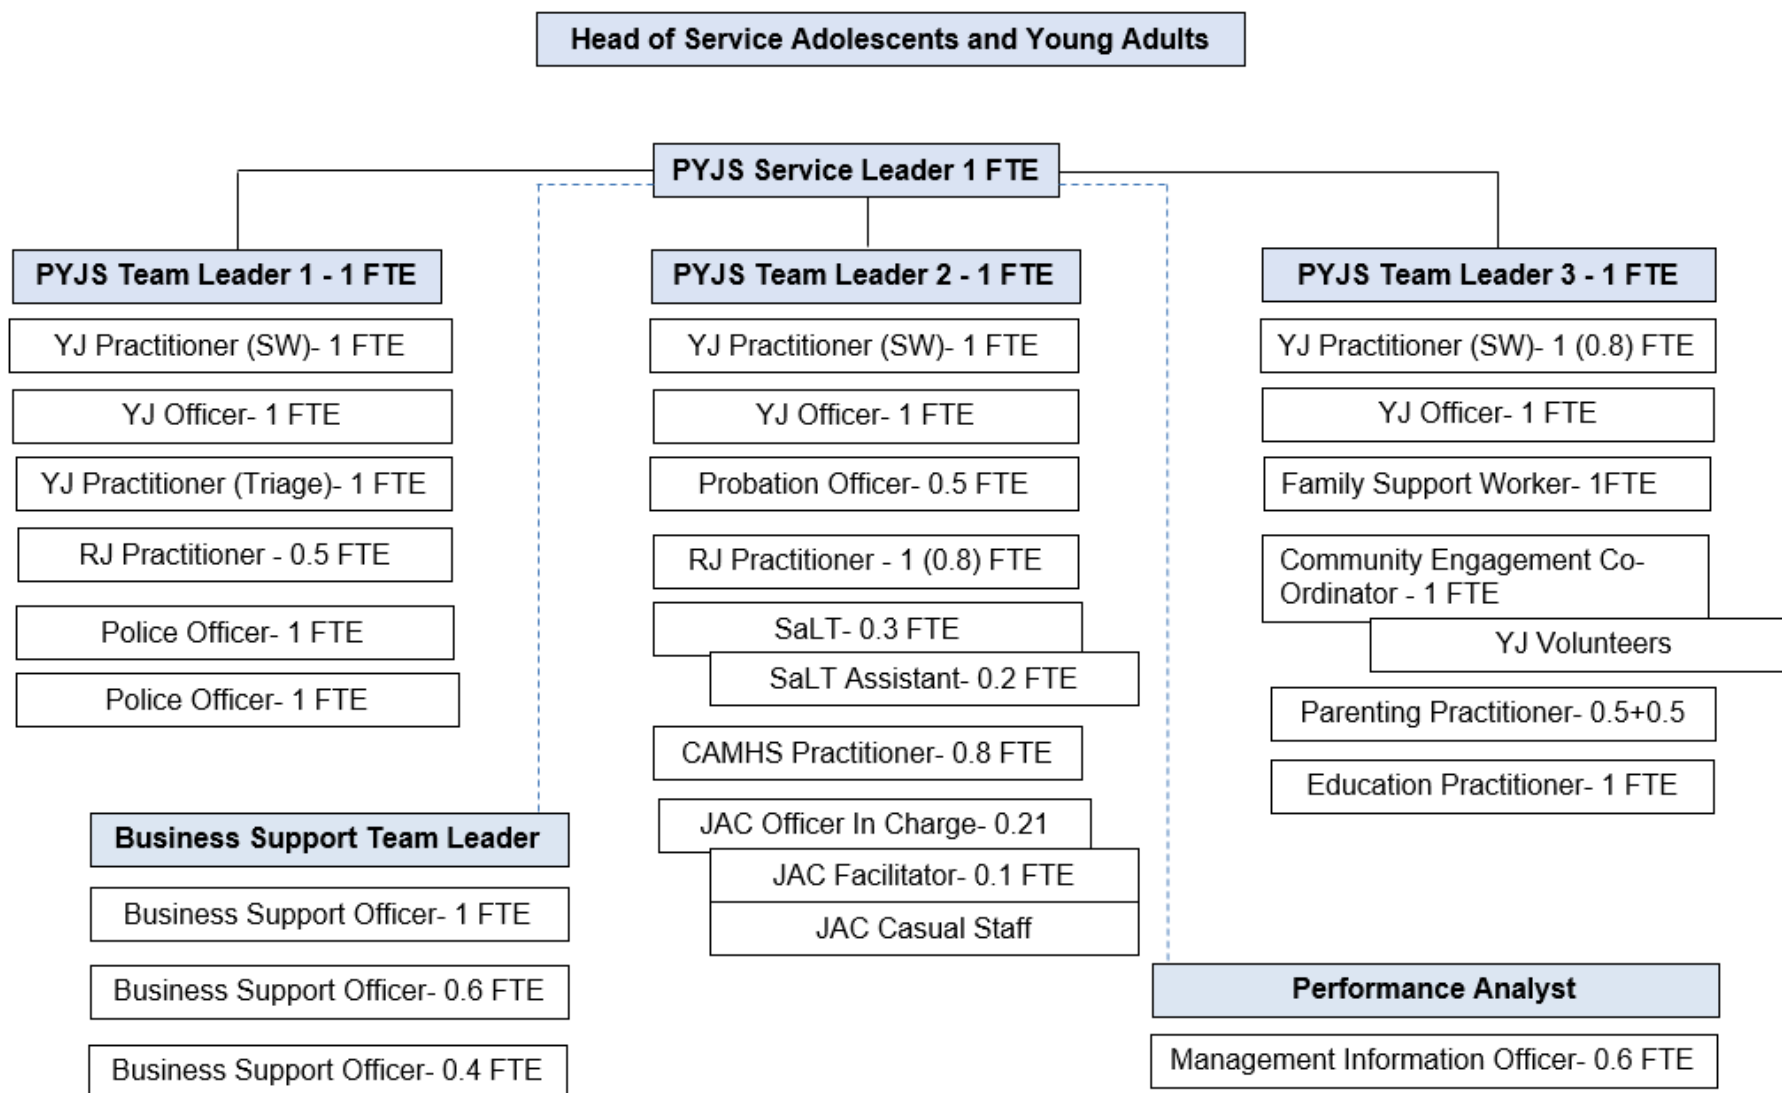 Head of Service Adolescents and Young Adults
PYJS Service Leader 1 FTE
PYJS Team Leader 1 - 1 FTE
YJ Practitioner (SW)- 1 FTE
YJ Officer- 1 FTE
YJ Practitioner (Triage)- 1 FTE
RJ Practitioner - 0.5 FTE
Police Officer- 1 FTE
Police Officer- 1 FTE
PYJS Team Leader 2 - 1 FTE
YJ Practitioner (SW)- 1 FTE
YJ Officer- 1 FTE
Probation Officer- 0.5 FTE
RJ Practitioner - 1 (0.8) FTE
SaLT- 0.3 FTE
SaLT Assistant- 0.2 FTE
CAMHS Practitioner- 0.8 FTE
JAC Officer In Charge- 0.21
JAC Facilitator- 0.1 FTE
JAC Casual Staff
PYJS Team Leader 3 - 1 FTE
YJ Practitioner (SW)- 1 (0.8) FTE
YJ Officer- 1 FTE
Family Support Worker- 1FTE
Community Engagement Co-
Ordinator - 1 FTE
YJ Volunteers
Parenting Practitioner- 0.5+0.5
Education Practitioner- 1 FTE
Business Support Team Leader
Business Support Officer- 1 FTE
Business Support Officer- 0.6 FTE
Business Support Officer- 0.4 FTE
Performance Analyst
Management Information Officer- 0.6 FTE